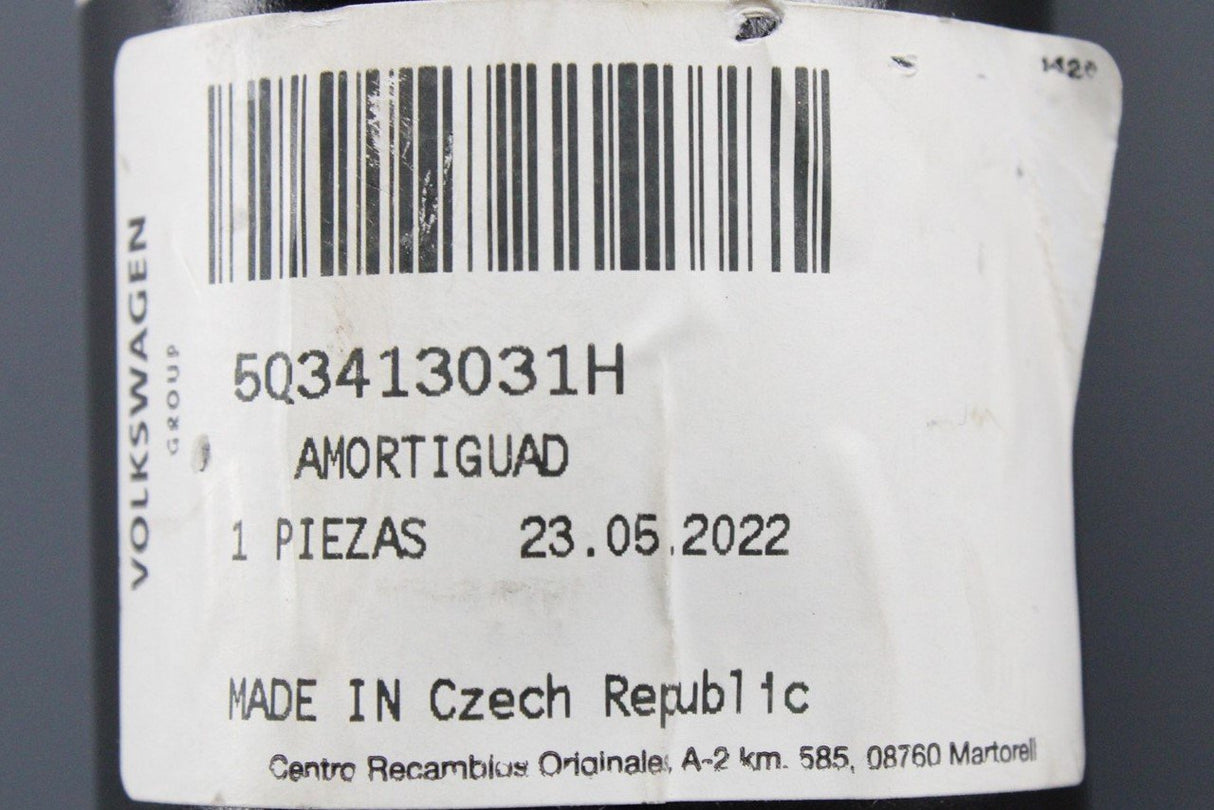 VOLKSWAGEN
GROUP
5Q3413031H
AMORTIGUAD
1 PIEZAS 23.05.2022
MADE IN Czech Republic
Centro Recambios Originales A-2 km. 585, 08760 Martorell